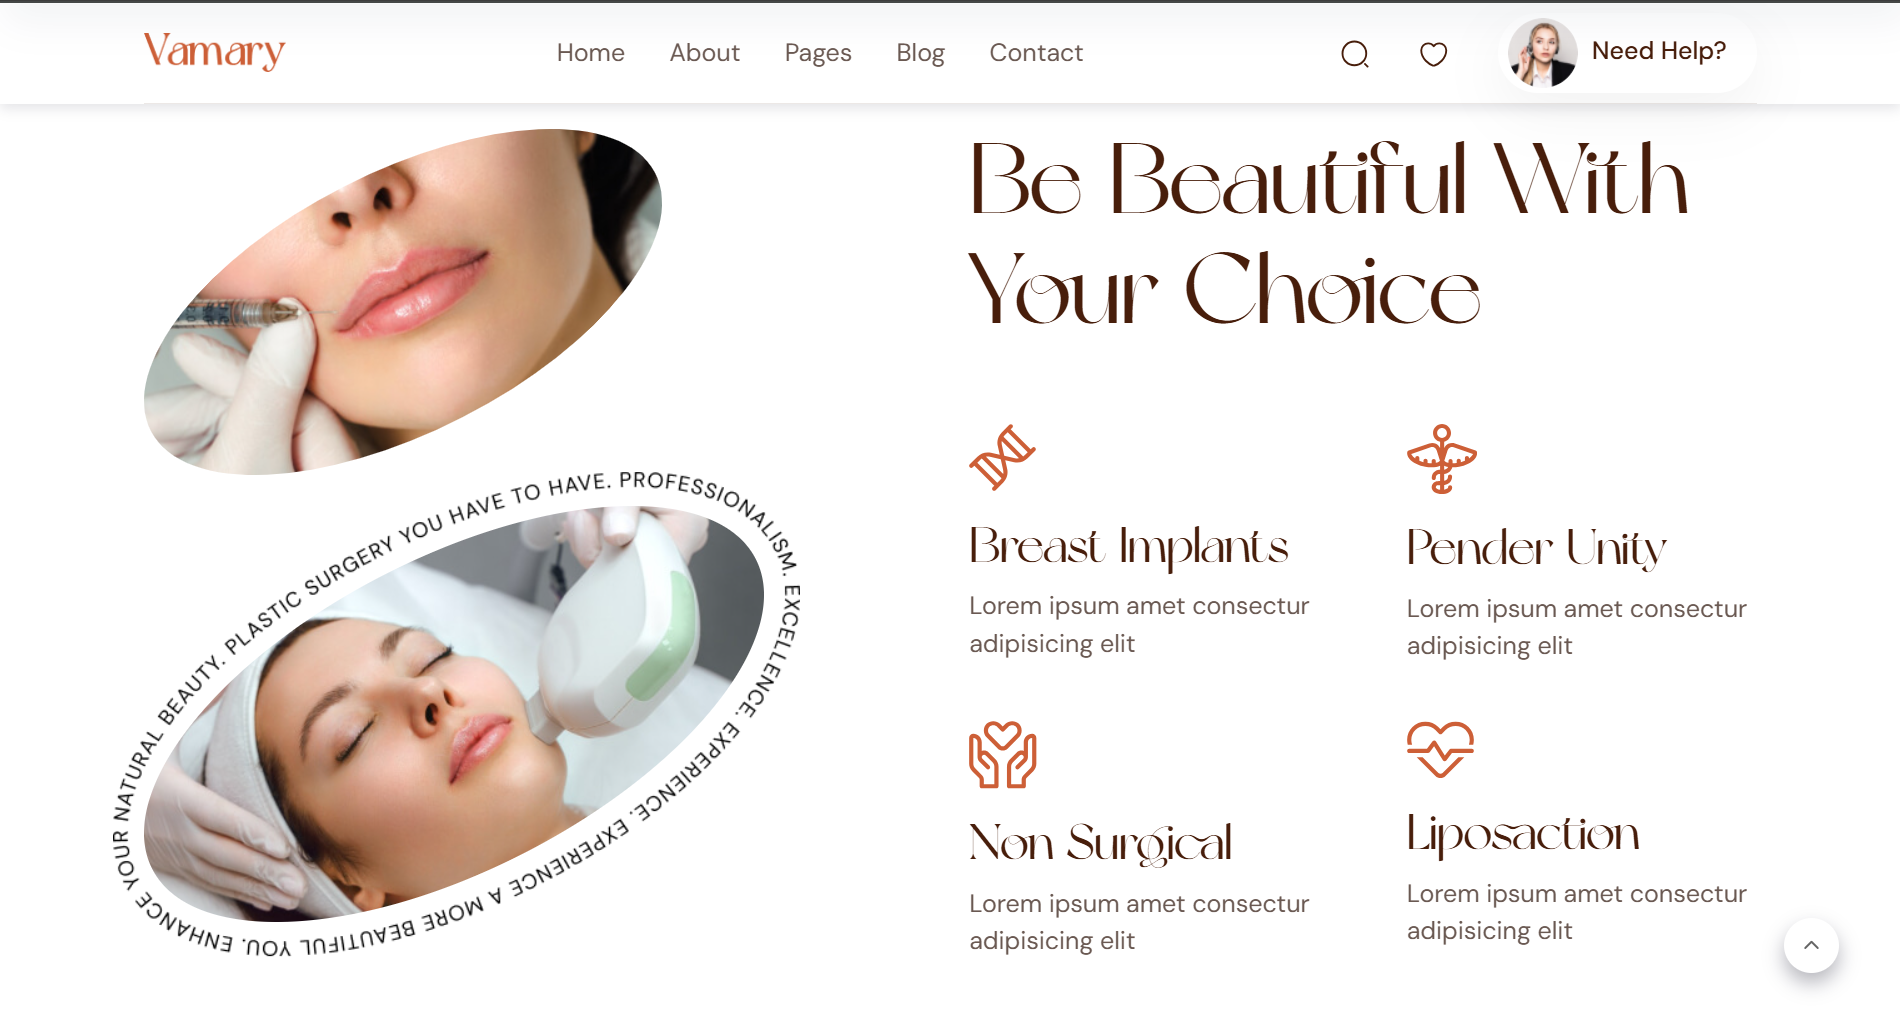 Vamary
Home
About
Pages
Blog
Contact
Need Help?
Be Beautiful With
Your Choice
PLASTIC SURGERY YOU HAVE TO HAVE. PROFESSIONALISM. EXCELLENCE. EXPERIENCE. EXPERIENCE A MORE BEAUTIFUL YOU. ENHANCE YOUR NATURAL BEAUTY.
Breast Implants
Lorem ipsum amet consectur
adipisicing elit
Pender Unity
Lorem ipsum amet consectur
adipisicing elit
Non Surgical
Lorem ipsum amet consectur
adipisicing elit
Liposaction
Lorem ipsum amet consectur
adipisicing elit